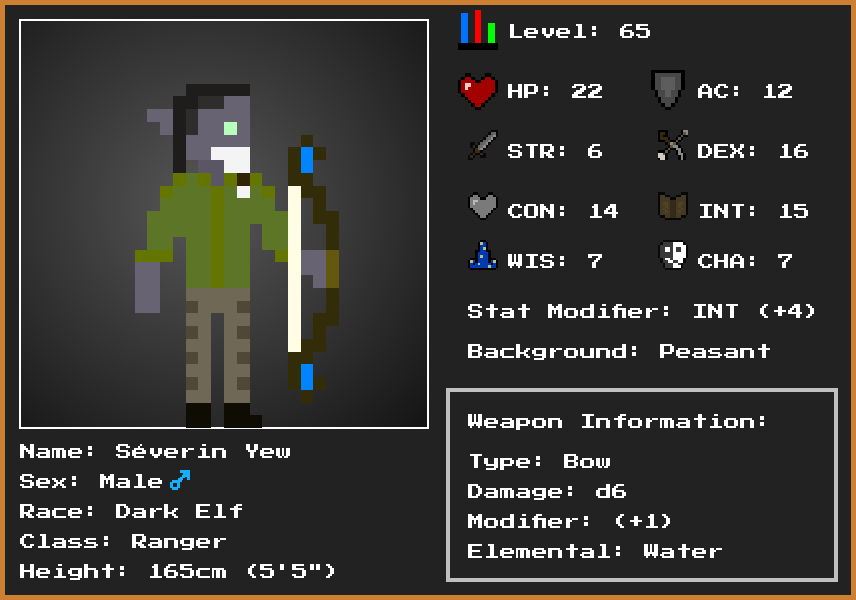 Level: 65
HP: 22 AC: 12
STR: 6 DEX: 16
CON: 14 INT: 15
WIS: 7 CHA: 7
Stat Modifier: INT (+4)
Background: Peasant
Weapon Information:
Type: Bow
Damage: d6
Modifier: (+1)
Elemental: Water
Name: Séverin Yew
Sex: Male ♂
Race: Dark Elf
Class: Ranger
Height: 165cm (5'5")